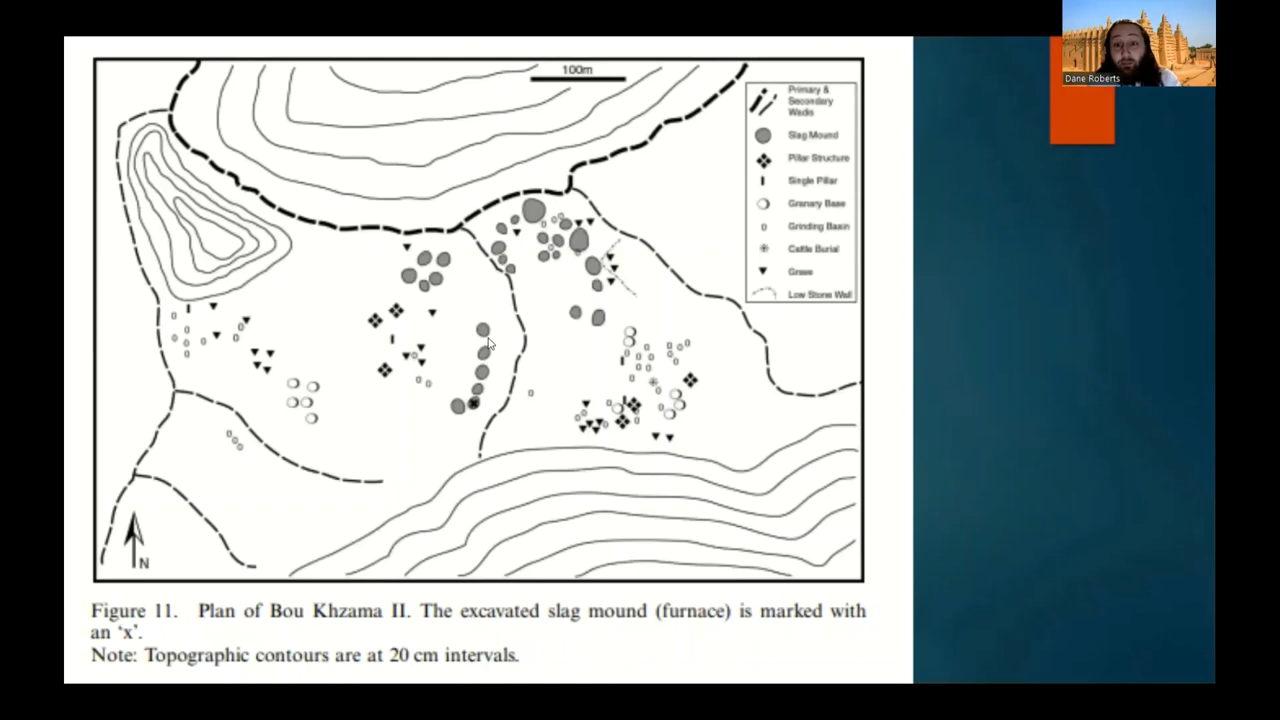 Dane Roberts
100m
Primary &
Secondary
Wadis
Slag Mound
Pillar Structure
Single Pillar
Granary Base
Grinding Basin
Cattle Burial
Grave
Low Stone Wall
N
Figure 11. Plan of Bou Khzama II. The excavated slag mound (furnace) is marked with
an ‘x’.
Note: Topographic contours are at 20 cm intervals.